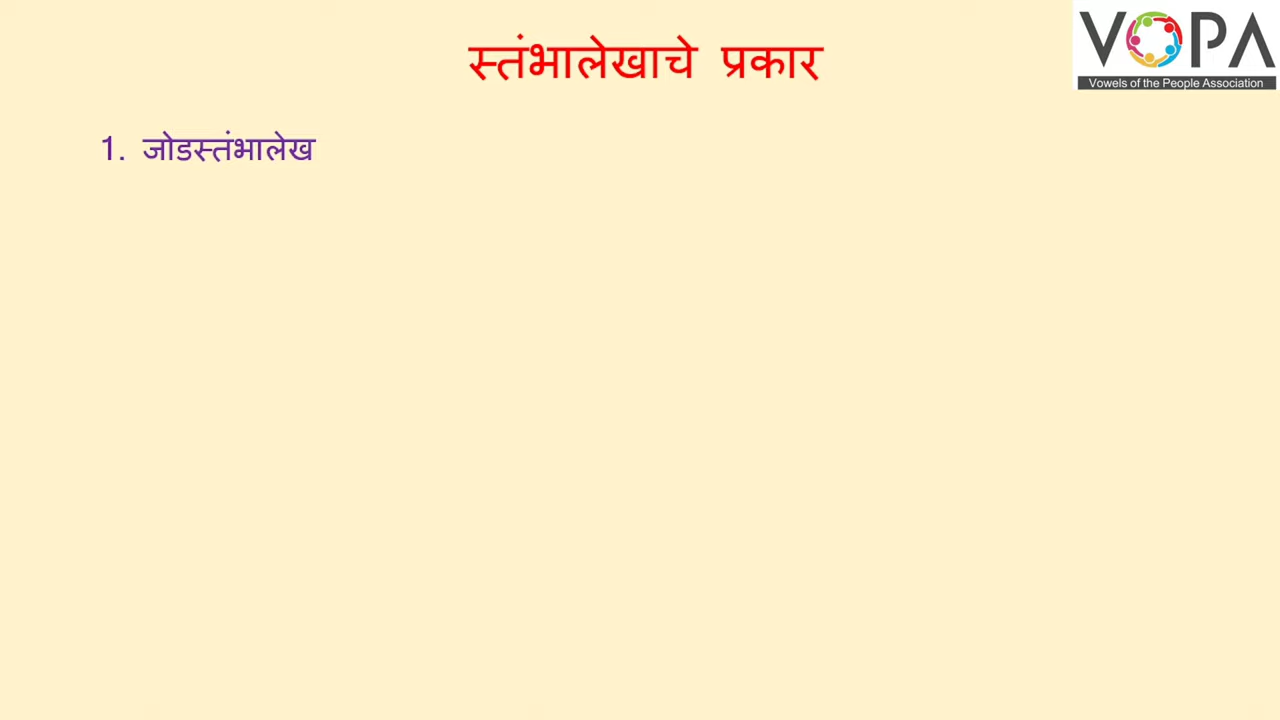 स्तंभालेखाचे प्रकार
VOPA
Vowels of the People Association
1. जोडस्तंभालेख